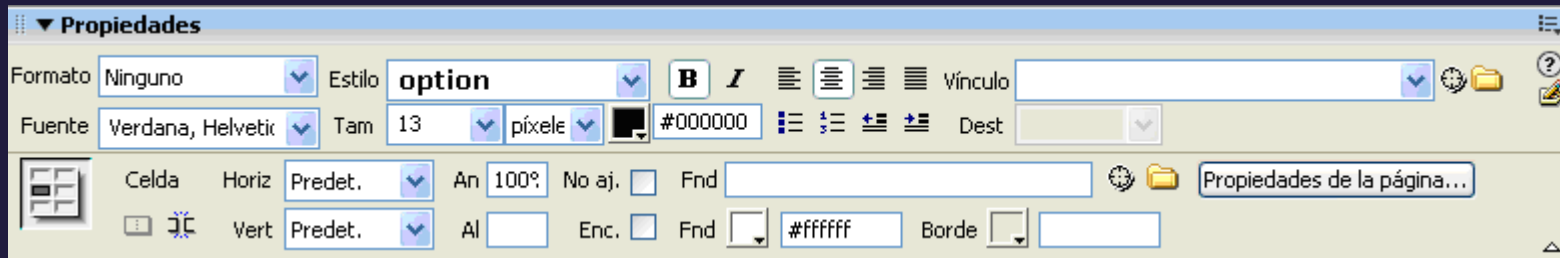 Propiedades
Formato Ninguno Estilo option B I Vínculo
Fuente Verdana, Helvetic Tam 13 píxele #000000 Dest
Celda Horiz Predet. An 100% No aj. Fnd Propiedades de la página...
Vert Predet. Al Enc. Fnd #ffffff Borde